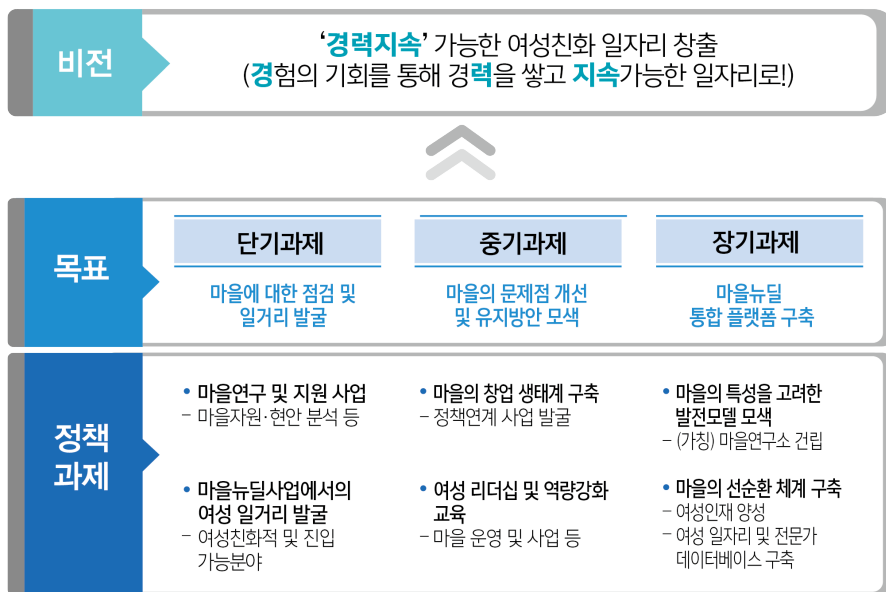 비전
‘경력지속’ 가능한 여성친화 일자리 창출
(경험의 기회를 통해 경력을 쌓고 지속가능한 일자리로!)
목표
단기과제
마을에 대한 점검 및
일거리 발굴
중기과제
마을의 문제점 개선
및 유지방안 모색
장기과제
마을뉴딜
통합 플랫폼 구축
정책
과제
• 마을연구 및 지원 사업
– 마을자원·현안 분석 등
• 마을뉴딜사업에서의
여성 일거리 발굴
– 여성친화적 및 진입
가능분야
• 마을의 창업 생태계 구축
– 정책연계 사업 발굴
• 여성 리더십 및 역량강화
교육
– 마을 운영 및 사업 등
• 마을의 특성을 고려한
발전모델 모색
– (가칭) 마을연구소 건립
• 마을의 선순환 체계 구축
– 여성인재 양성
– 여성 일자리 및 전문가
데이터베이스 구축